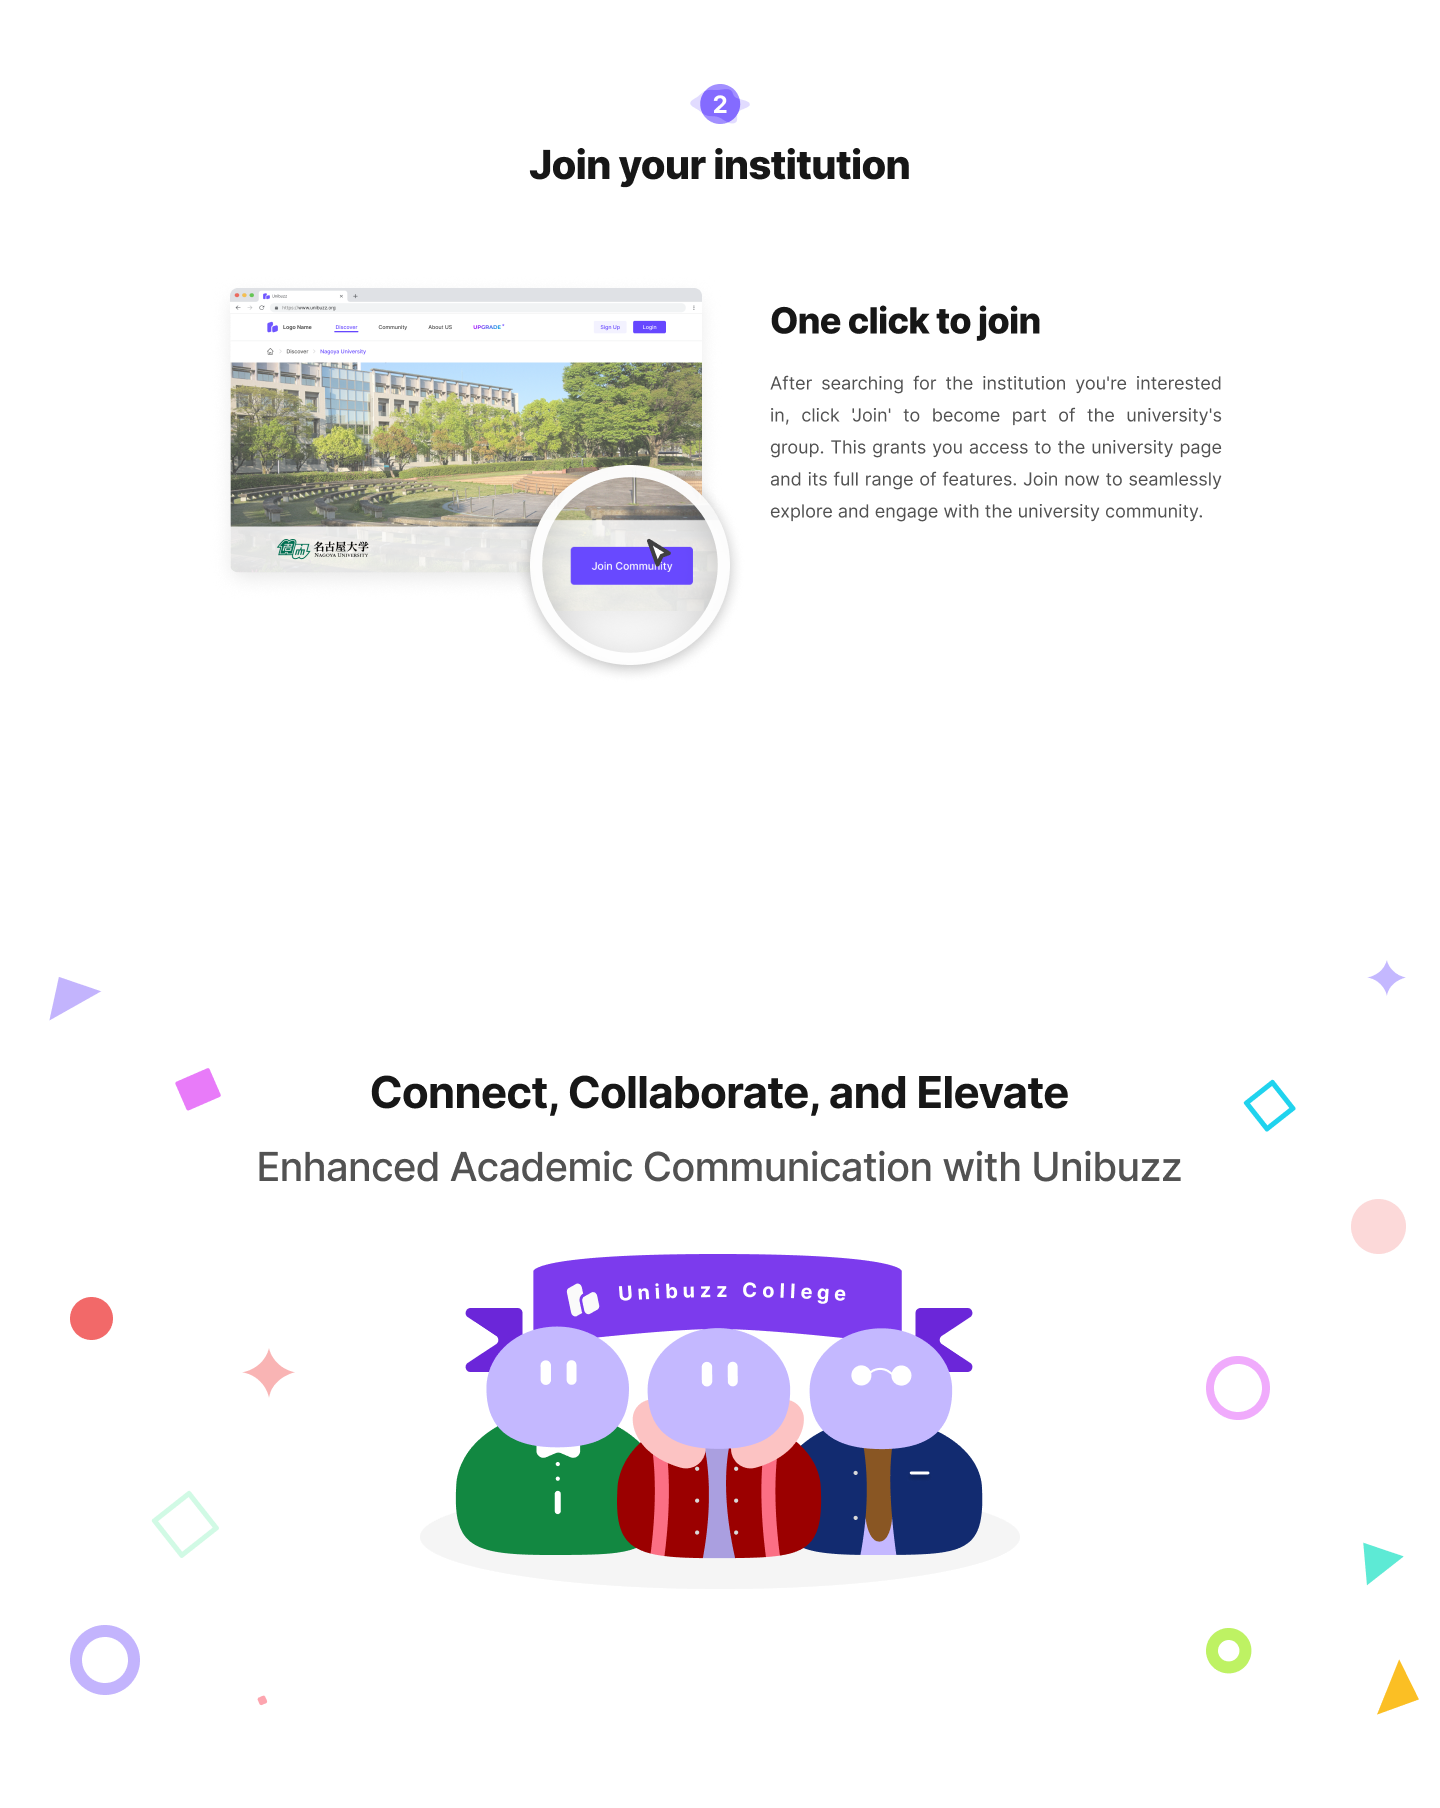 2
Join your institution
Unibuzz
https://www.unibuzz.org
Logo Name Discover Community About US UPGRADE Sign Up Login
Discover / Nagoya University
名古屋大学
NAGOYA UNIVERSITY
Join Community
One click to join
After searching for the institution you're interested
in, click 'Join' to become part of the university's
group. This grants you access to the university page
and its full range of features. Join now to seamlessly
explore and engage with the university community.
Connect, Collaborate, and Elevate
Enhanced Academic Communication with Unibuzz
Unibuzz College